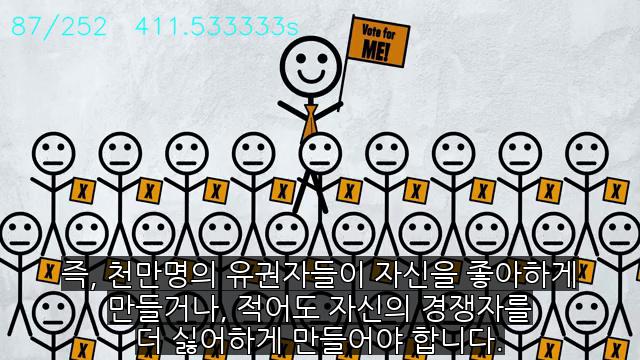 87/252 411.533333s
Vote for
ME!
X X X X X X X X X
X
즉, 천만명의 유권자들이 자신을 좋아하게
만들거나, 적어도 자신의 경쟁자를
더 싫어하게 만들어야 합니다.